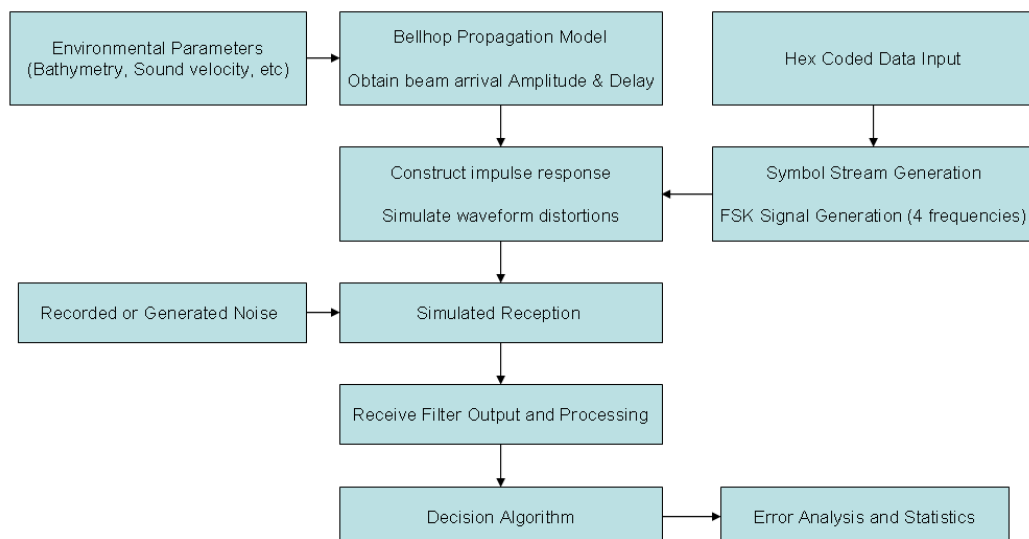 Environmental Parameters
(Bathymetry, Sound velocity, etc)
Bellhop Propagation Model
Obtain beam arrival Amplitude & Delay
Hex Coded Data Input
Construct impulse response
Simulate waveform distortions
Symbol Stream Generation
FSK Signal Generation (4 frequencies)
Recorded or Generated Noise
Simulated Reception
Receive Filter Output and Processing
Decision Algorithm
Error Analysis and Statistics